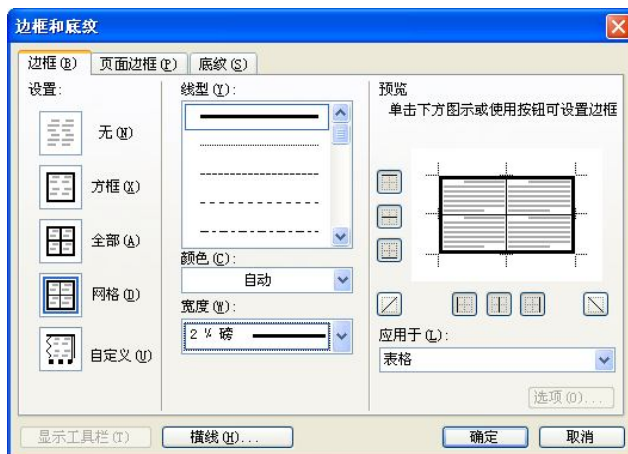 边框和底纹
边框(B) 页面边框(P) 底纹(S)
设置:
无(N)
方框(X)
全部(A)
网格(D)
自定义(U)
线型(Y):
颜色(C):
自动
宽度(W):
2 ¼ 磅
预览
单击下方图示或使用按钮可设置边框
应用于(L):
表格
选项(O)...
显示工具栏(T) 横线(H)... 确定 取消